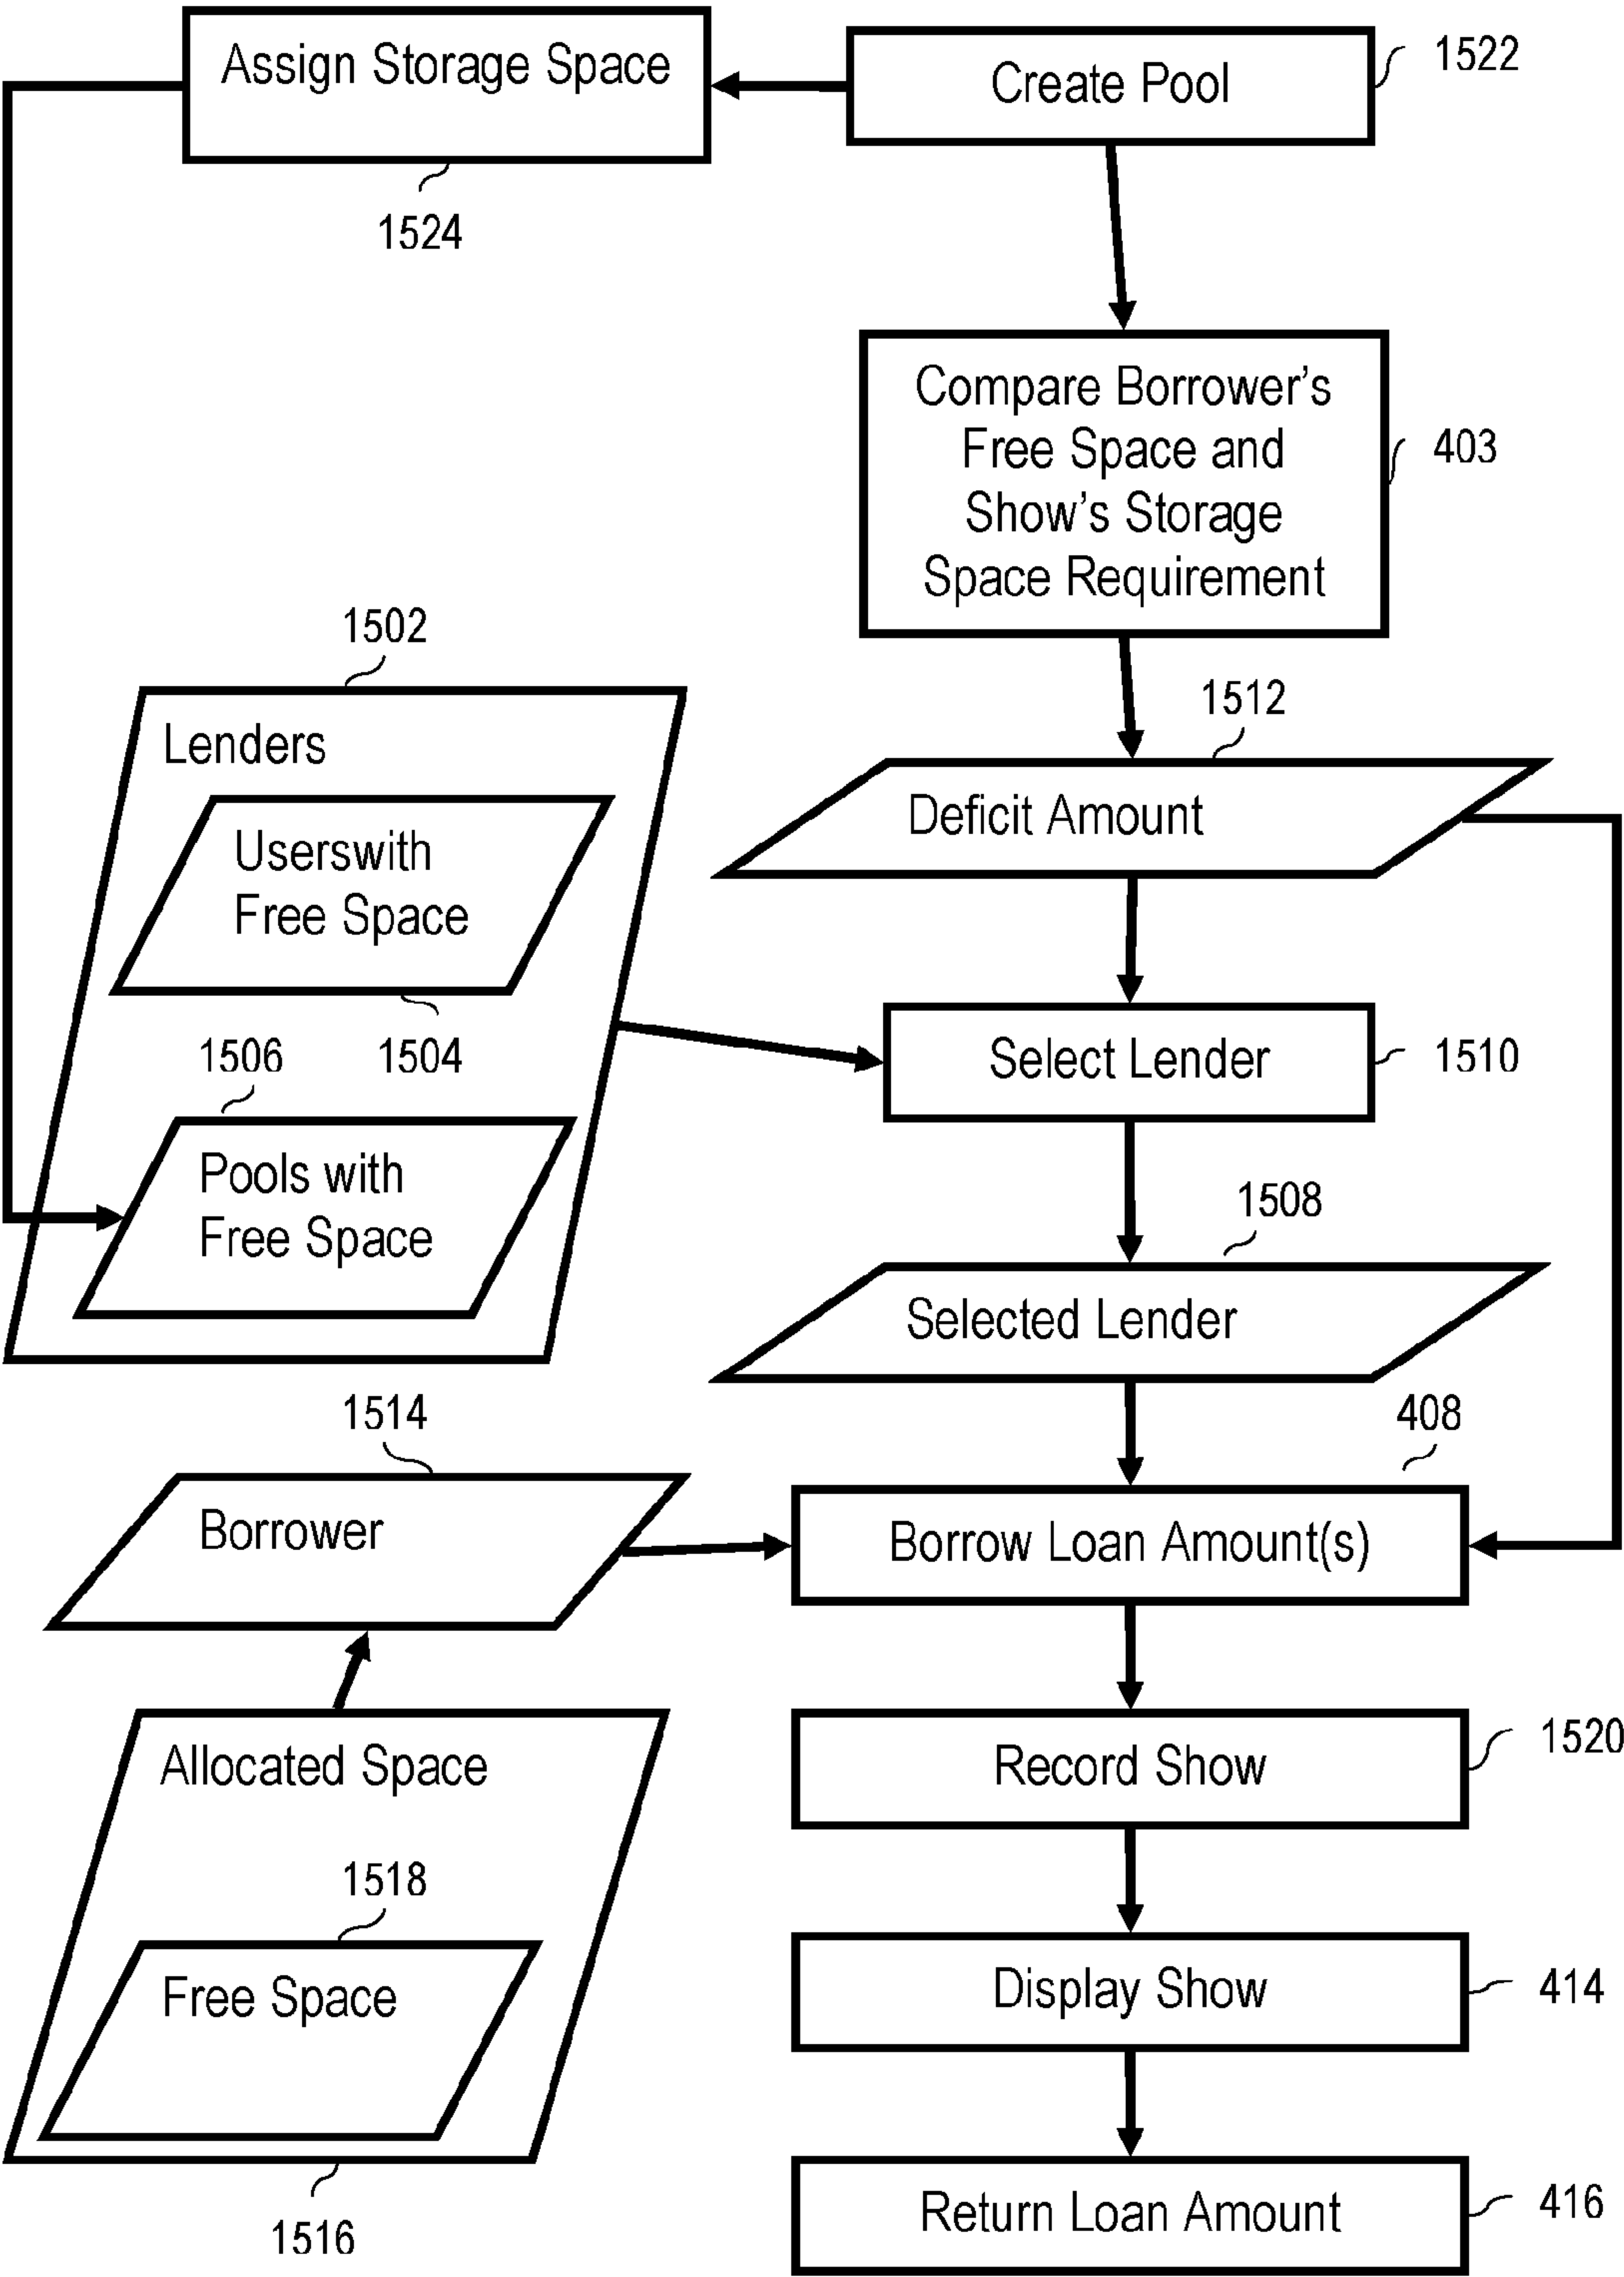 Assign Storage Space
1524
Create Pool
1522
Compare Borrower's
Free Space and
Show's Storage
Space Requirement
403
1502
Lenders
Userswith
Free Space
1504
1506
Pools with
Free Space
1512
Deficit Amount
Select Lender
1510
1508
Selected Lender
1514
Borrower
408
Borrow Loan Amount(s)
Allocated Space
1518
Free Space
1516
Record Show
1520
Display Show
414
Return Loan Amount
416